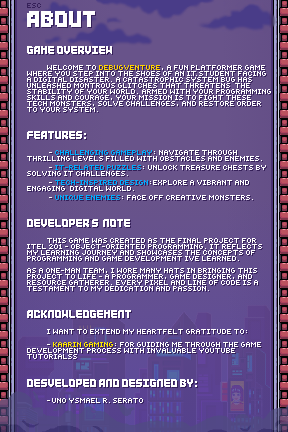 ESC
ABOUT
GAME OVERVIEW
WELCOME TO DEBUGVENTURE, A FUN PLATFORMER GAME
WHERE YOU STEP INTO THE SHOES OF AN IT STUDENT FACING
A DIGITAL DISASTER. A CATASTROPHIC SYSTEM BUG HAS
UNLEASHED MONTROUS GLITCHES THAT THREATENS THE
STABILITY OF YOUR WORLD. ARMED WITH YOUR PROGRAMMING
SKILLS AND COURAGE, YOUR MISSION IS TO FIGHT THESE
TECH MONSTERS, SOLVE CHALLENGES, AND RESTORE ORDER
TO YOUR SYSTEM.
FEATURES:
- CHALLENGING GAMEPLAY: NAVIGATE THROUGH
THRILLING LEVELS FILLED WITH OBSTACLES AND ENEMIES.
- IT-RELATED PUZZLES: UNLOCK TREASURE CHESTS BY
SOLVING IT CHALLENGES.
- TECH-INSPIRED DESIGN: EXPLORE A VIBRANT AND
ENGAGING DIGITAL WORLD.
- UNIQUE ENEMIES: FACE OFF CREATIVE MONSTERS.
DEVELOPER'S NOTE
THIS GAME WAS CREATED AS THE FINAL PROJECT FOR
ITEL 201 - OBJECT-ORIENTED PROGRAMMING. IT REFLECTS
MY LEARNING JOURNEY AND SHOWCASES THE CONCEPTS OF
PROGRAMMING AND GAME DEVELOPMENT I'VE LEARNED.
AS A ONE-MAN TEAM, I WORE MANY HATS IN BRINGING THIS
PROJECT TO LIFE - A PROGRAMMER, GAME DESIGNER, AND
RESOURCE GATHERER. EVERY PIXEL AND LINE OF CODE IS A
TESTAMENT TO MY DEDICATION AND PASSION.
ACKNOWLEDGEMENT
I WANT TO EXTEND MY HEARTFELT GRATITUDE TO:
- KAARIN GAMING: FOR GUIDING ME THROUGH THE GAME
DEVELOPMENT PROCESS WITH INVALUABLE YOUTUBE
TUTORIALSS
DESVELOPED AND DESIGNED BY:
- UNO YSMAEL R. SERATO